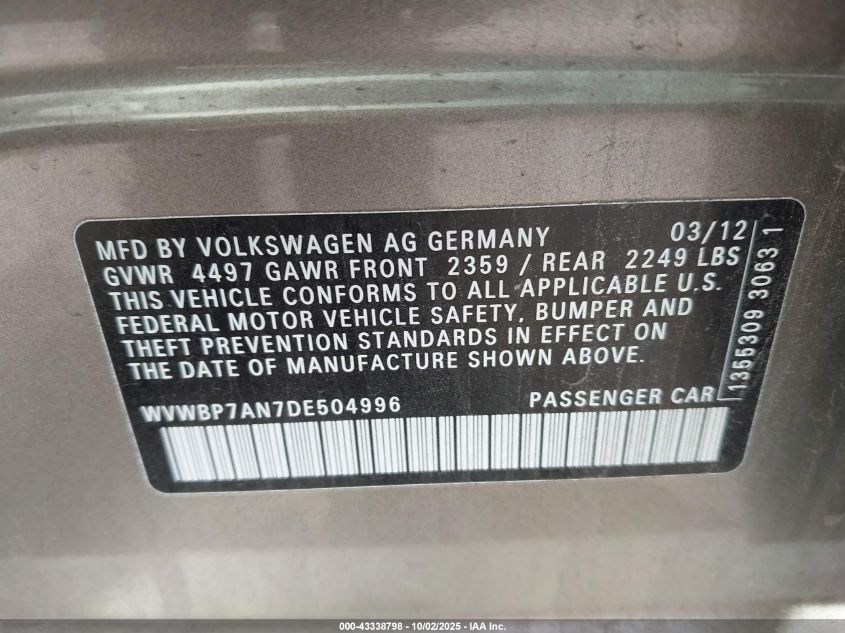 MFD BY VOLKSWAGEN AG GERMANY 03/12
GVWR 4497 GAWR FRONT 2359 / REAR 2249 LBS
THIS VEHICLE CONFORMS TO ALL APPLICABLE U.S.
FEDERAL MOTOR VEHICLE SAFETY, BUMPER AND
THEFT PREVENTION STANDARDS IN EFFECT ON
THE DATE OF MANUFACTURE SHOWN ABOVE.
WVWBP7AN7DE504996 PASSENGER CAR
1355309 3063 1
000-43338798 - 10/02/2025 - IAA Inc.